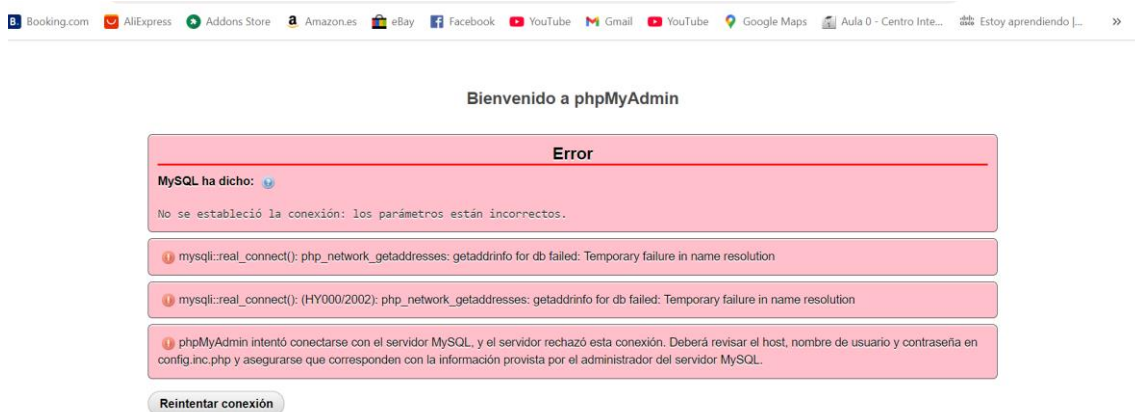 Booking.com AliExpress Addons Store Amazon.es eBay Facebook YouTube Gmail YouTube Google Maps Aula 0 - Centro Inte... Estoy aprendiendo |... »
Bienvenido a phpMyAdmin
Error
MySQL ha dicho:
No se estableció la conexión: los parámetros están incorrectos.
mysqli::real_connect(): php_network_getaddresses: getaddrinfo for db failed: Temporary failure in name resolution
mysqli::real_connect(): (HY000/2002): php_network_getaddresses: getaddrinfo for db failed: Temporary failure in name resolution
phpMyAdmin intentó conectarse con el servidor MySQL, y el servidor rechazó esta conexión. Deberá revisar el host, nombre de usuario y contraseña en
config.inc.php y asegurarse que corresponden con la información provista por el administrador del servidor MySQL.
Reintentar conexión